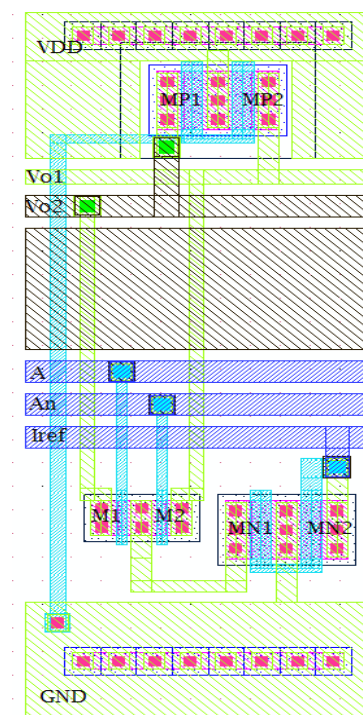 VDD
MP1 MP2
Vo1
Vo2
A
An
Iref
M1 M2 MN1 MN2
GND